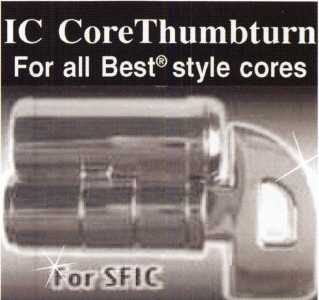 IC CoreThumbturn
For all Best® style cores
For SFIC